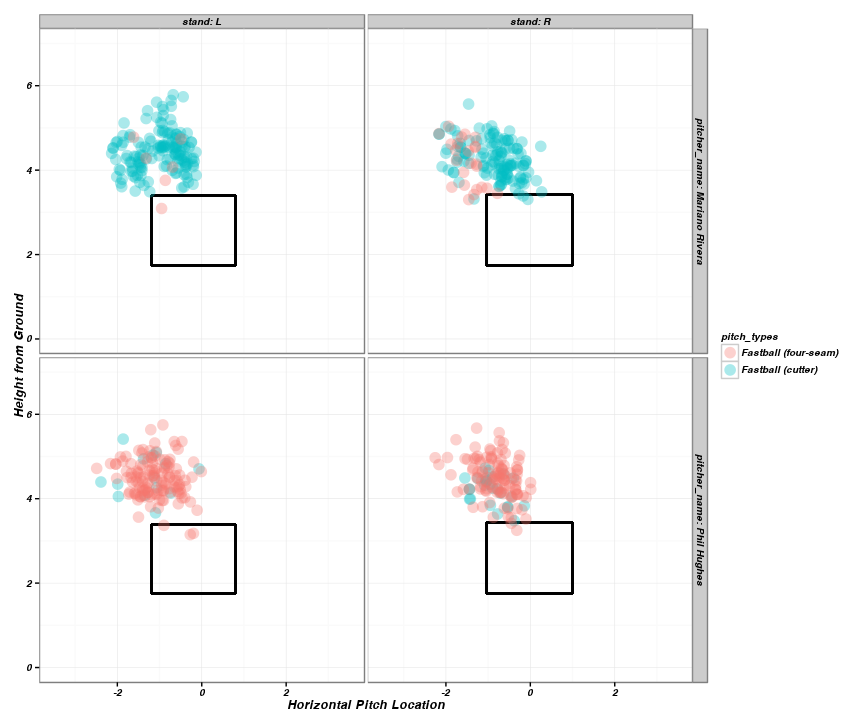 stand: L
stand: R
6
4
2
0
pitcher_name: Mariano Rivera
6
4
2
0
pitcher_name: Phil Hughes
-2
0
2
-2
0
2
Height from Ground
Horizontal Pitch Location
pitch_types
Fastball (four-seam)
Fastball (cutter)